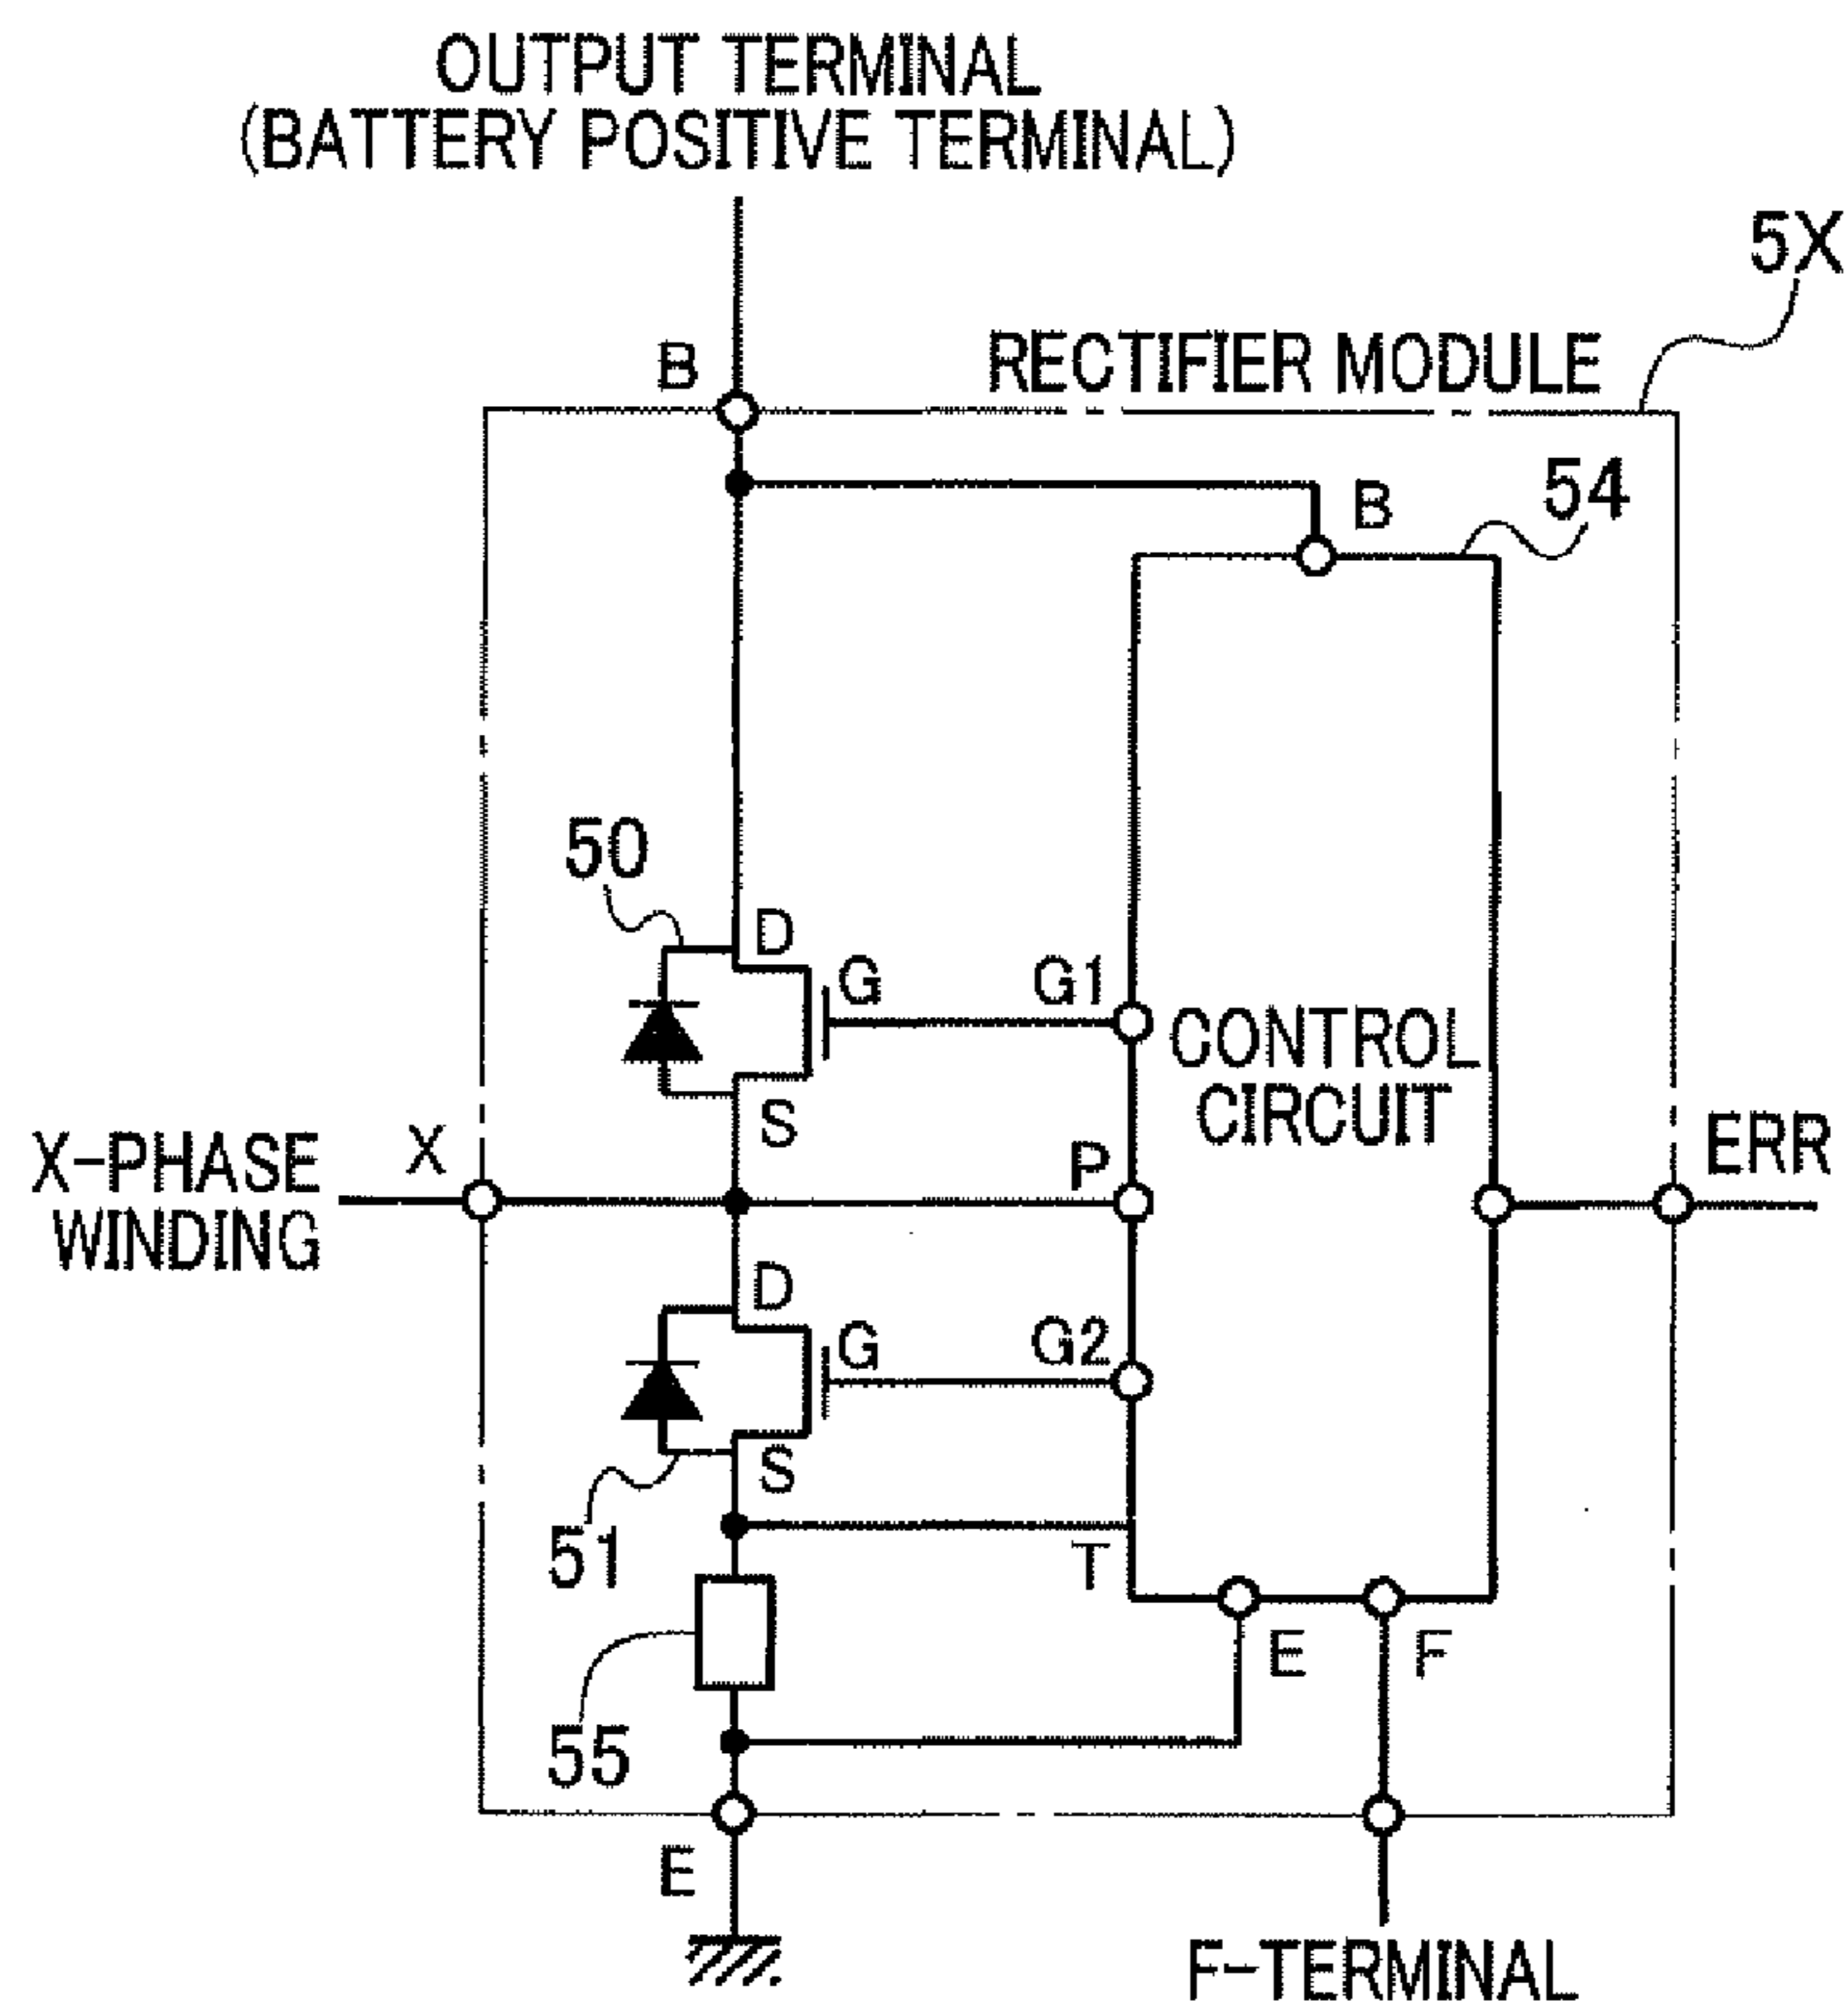 OUTPUT TERMINAL
(BATTERY POSITIVE TERMINAL)
5X
B
RECTIFIER MODULE
54
B
50
D
G
G1
CONTROL
CIRCUIT
S
X-PHASE
WINDING
X
P
ERR
D
G
G2
S
51
T
E
F
55
E
F-TERMINAL